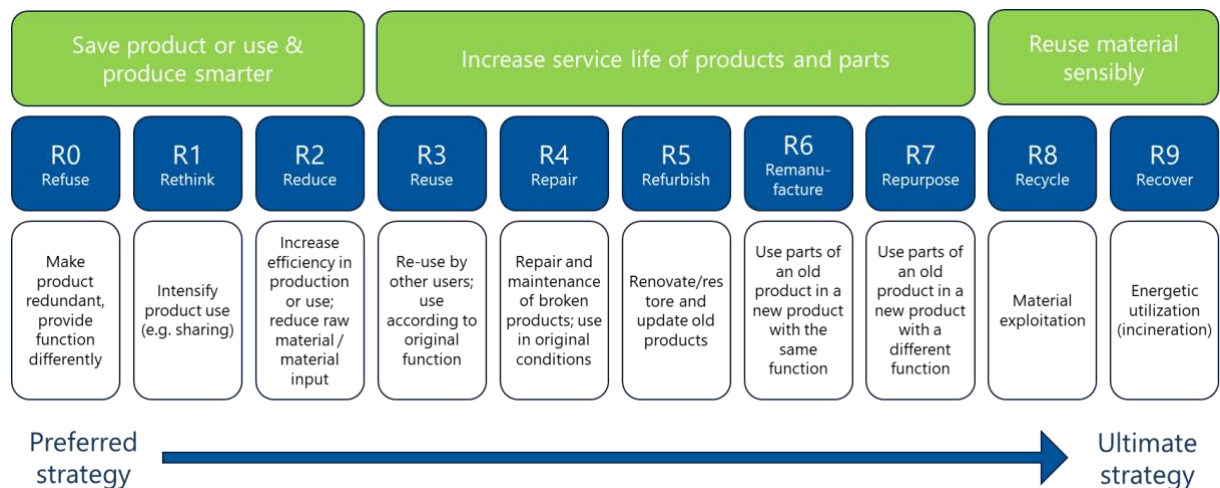 Save product or use &
produce smarter
Increase service life of products and parts
Reuse material
sensibly
R0
Refuse
R1
Rethink
R2
Reduce
R3
Reuse
R4
Repair
R5
Refurbish
R6
Remanu-
facture
R7
Repurpose
R8
Recycle
R9
Recover
Make
product
redundant,
provide
function
differently
Intensify
product use
(e.g. sharing)
Increase
efficiency in
production
or use;
reduce raw
material /
material
input
Re-use by
other users;
use
according to
original
function
Repair and
maintenance
of broken
products; use
in original
conditions
Renovate/res
tore and
update old
products
Use parts of
an old
product in a
new product
with the
same
function
Use parts of
an old
product in a
new product
with a
different
function
Material
exploitation
Energetic
utilization
(incineration)
Preferred
strategy
Ultimate
strategy